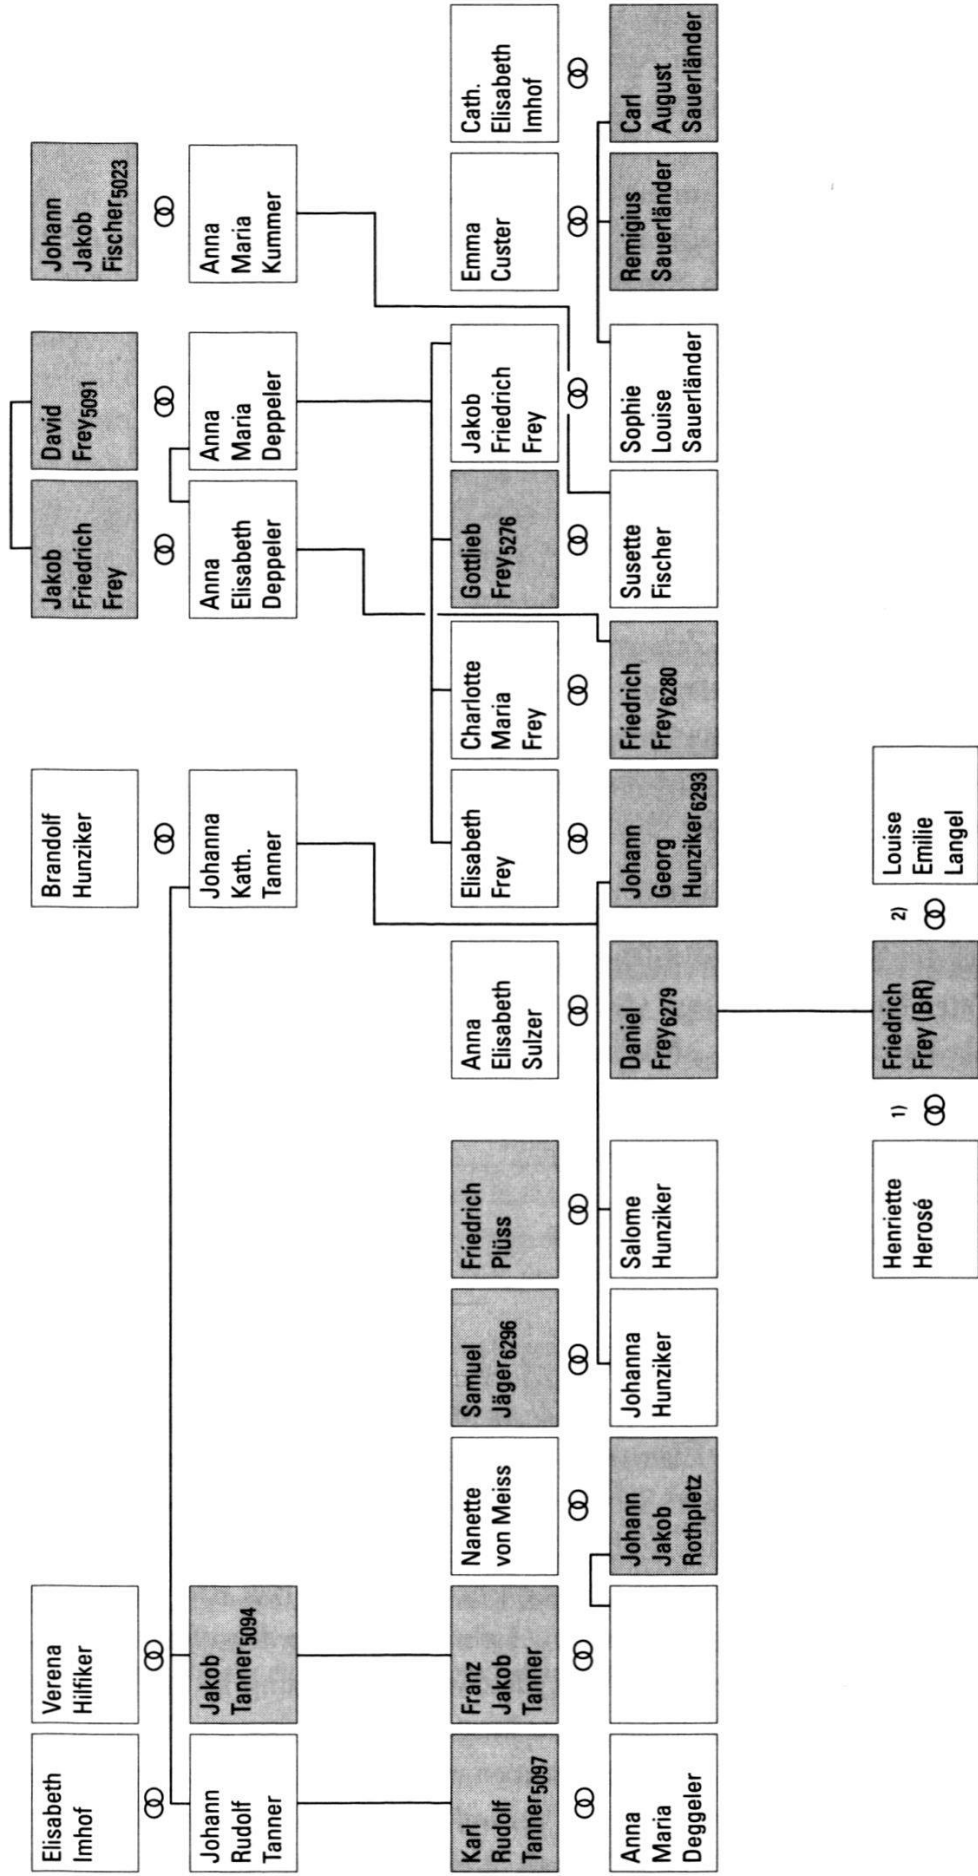 Elisabeth
Imhof
Verena
Hilfiker
Brandolf
Hunziker
Jakob
Friedrich
Frey
David
Frey5091
Johann
Jakob
Fischer5023
Johann
Rudolf
Tanner
Jakob
Tanner5094
Johanna
Kath.
Tanner
Anna
Elisabeth
Deppeler
Anna
Maria
Deppeler
Anna
Maria
Kummer
Karl
Rudolf
Tanner5097
Franz
Jakob
Tanner
Nanette
von Meiss
Samuel
Jäger6296
Friedrich
Plüss
Anna
Elisabeth
Sulzer
Elisabeth
Frey
Charlotte
Maria
Frey
Gottlieb
Frey5276
Jakob
Friedrich
Frey
Emma
Custer
Cath.
Elisabeth
Imhof
Anna
Maria
Deggeler
Johann
Jakob
Rothpletz
Johanna
Hunziker
Salome
Hunziker
Daniel
Frey6279
Johann
Georg
Hunziker6293
Friedrich
Frey6280
Susette
Fischer
Sophie
Louise
Sauerländer
Remigius
Sauerländer
Carl
August
Sauerländer
Henriette
Herosé
1)
Friedrich
Frey (BR)
2)
Louise
Emilie
Langel